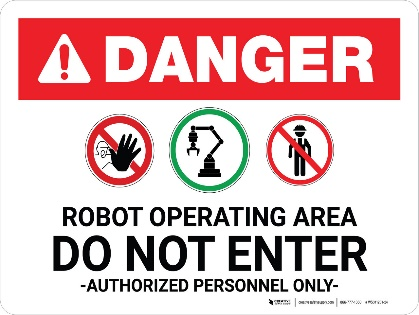 DANGER
ROBOT OPERATING AREA
DO NOT ENTER
-AUTHORIZED PERSONNEL ONLY-